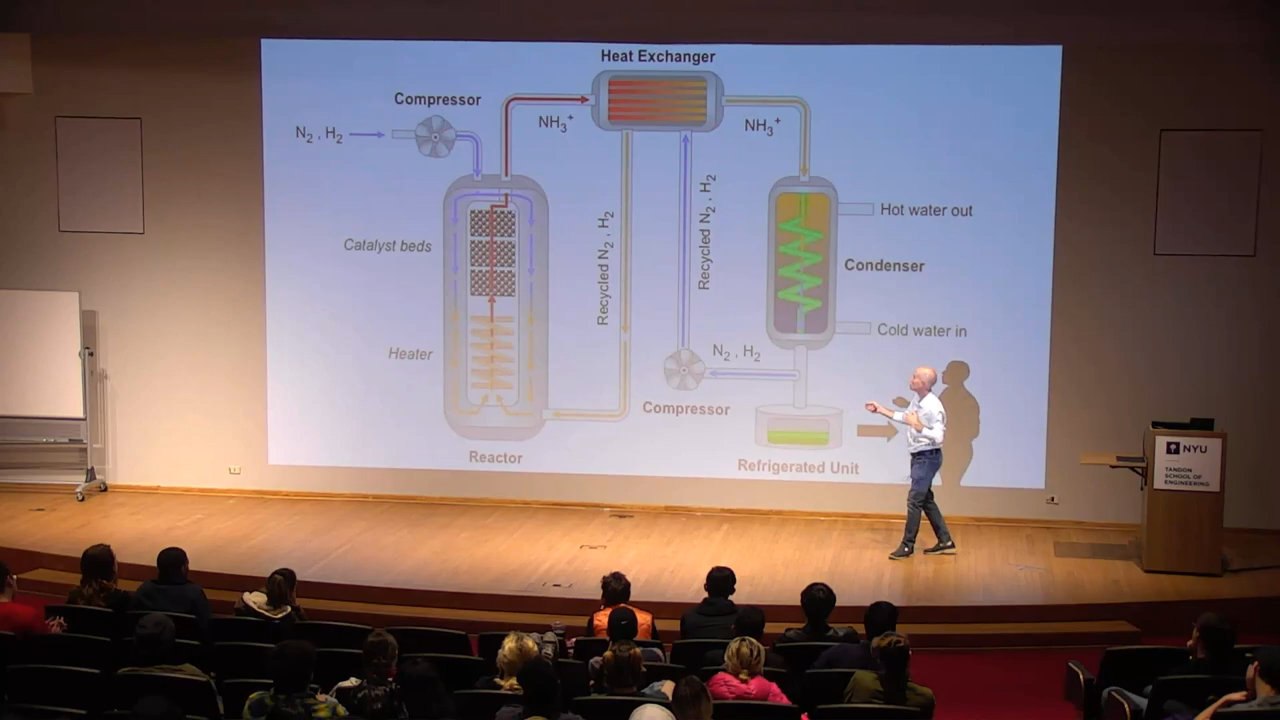 Heat Exchanger
Compressor
N₂ , H₂
NH₃⁺
NH₃⁺
Catalyst beds
Heater
Recycled N₂ , H₂
Recycled N₂ , H₂
Hot water out
Condenser
Cold water in
N₂ , H₂
Compressor
Reactor
Refrigerated Unit
NYU
TANDON
SCHOOL OF
ENGINEERING